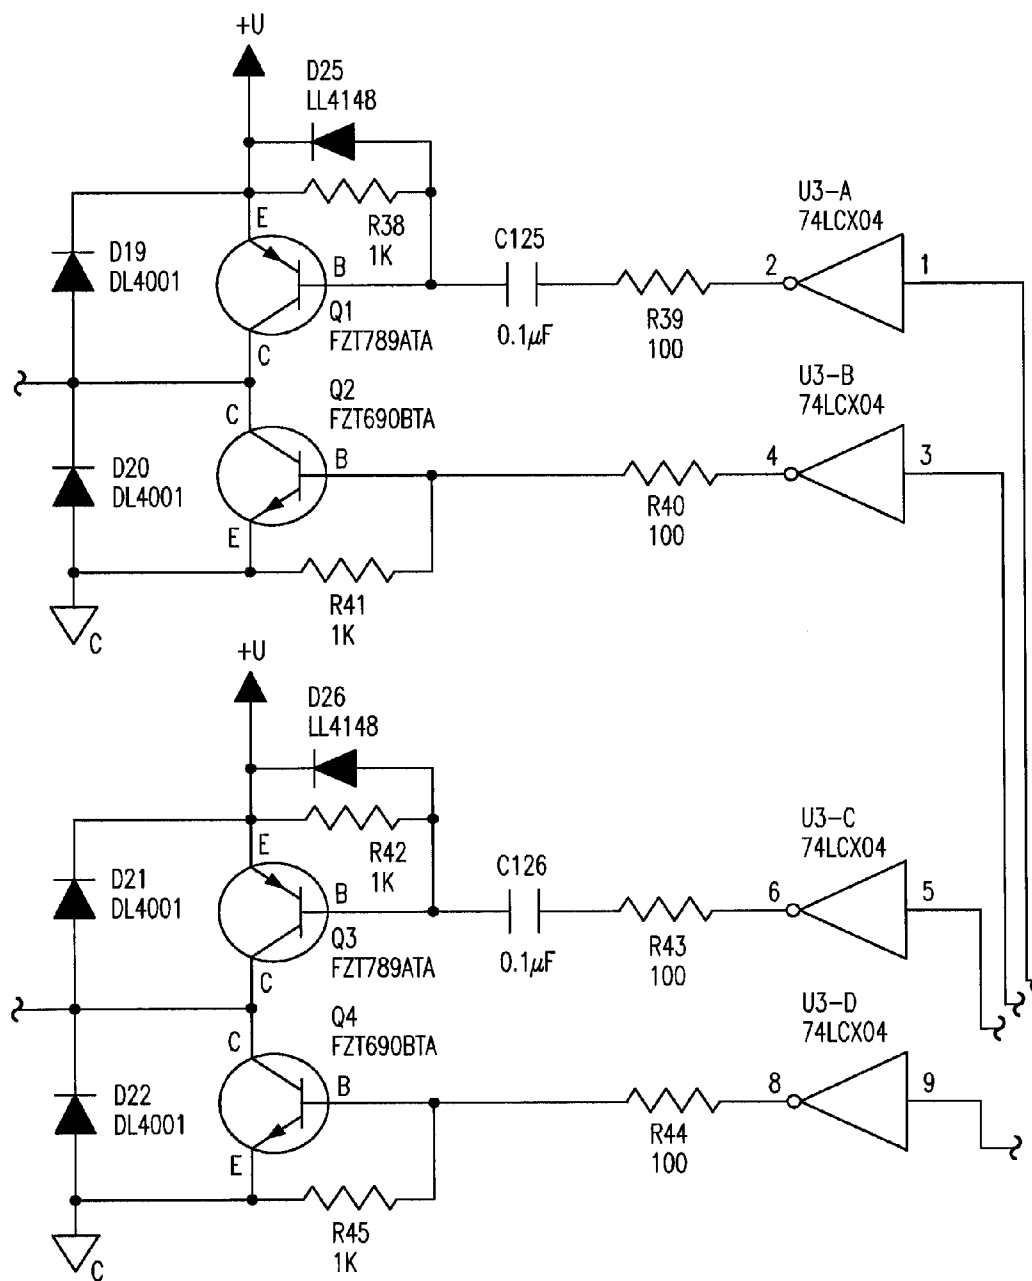 +U
D25
LL4148
E
R38
1K
D19
DL4001
B
Q1
FZT789ATA
C
C125
0.1µF
R39
100
2
U3-A
74LCX04
1
Q2
FZT690BTA
C
B
D20
DL4001
E
R41
1K
C
R40
100
4
U3-B
74LCX04
3
+U
D26
LL4148
E
R42
1K
D21
DL4001
B
Q3
FZT789ATA
C
C126
0.1µF
R43
100
6
U3-C
74LCX04
5
Q4
FZT690BTA
C
B
D22
DL4001
E
R45
1K
C
R44
100
8
U3-D
74LCX04
9